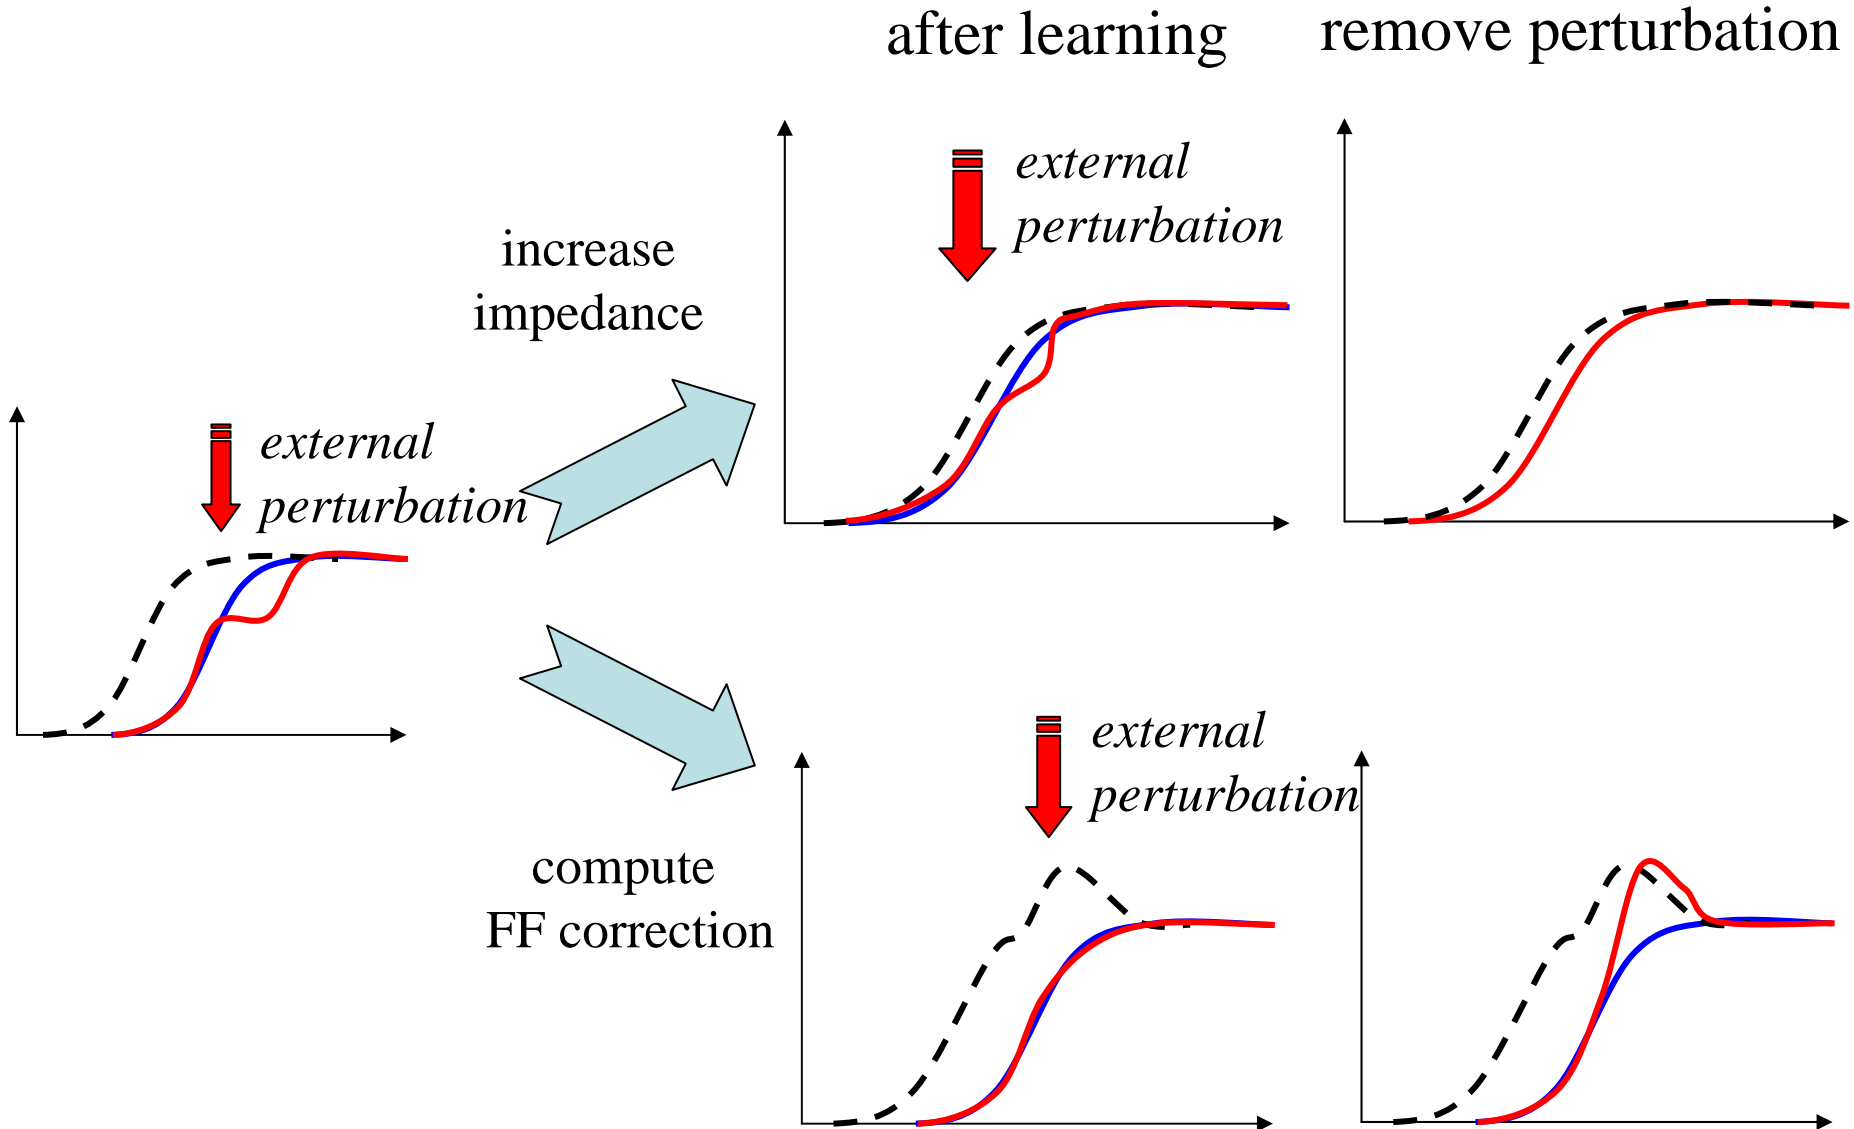 after learning
remove perturbation
external
perturbation
increase
impedance
external
perturbation
external
perturbation
compute
FF correction